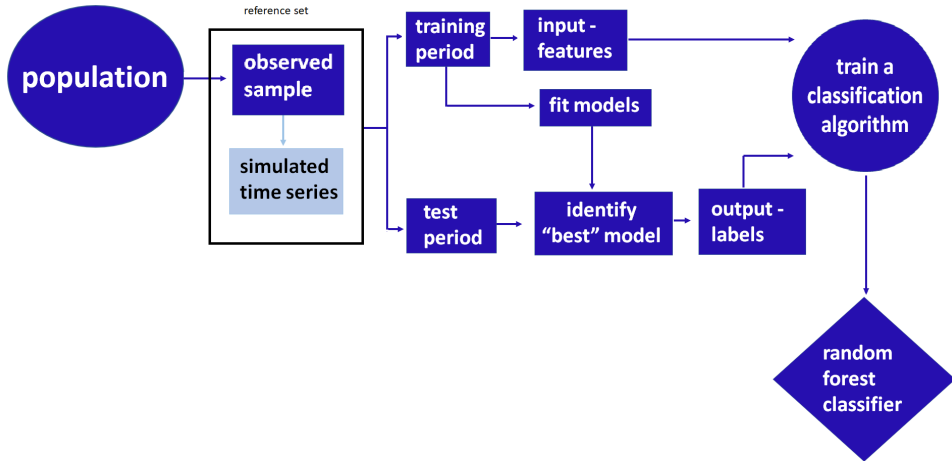 reference set
population
observed
sample
simulated
time series
training
period
input -
features
fit models
test
period
identify
“best” model
output -
labels
train a
classification
algorithm
random
forest
classifier